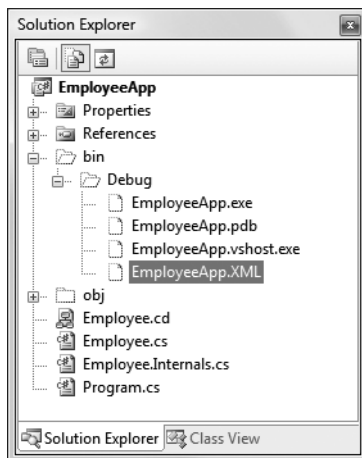 Solution Explorer
EmployeeApp
Properties
References
bin
Debug
EmployeeApp.exe
EmployeeApp.pdb
EmployeeApp.vshost.exe
EmployeeApp.XML
obj
Employee.cd
Employee.cs
Employee.Internals.cs
Program.cs
Solution Explorer Class View